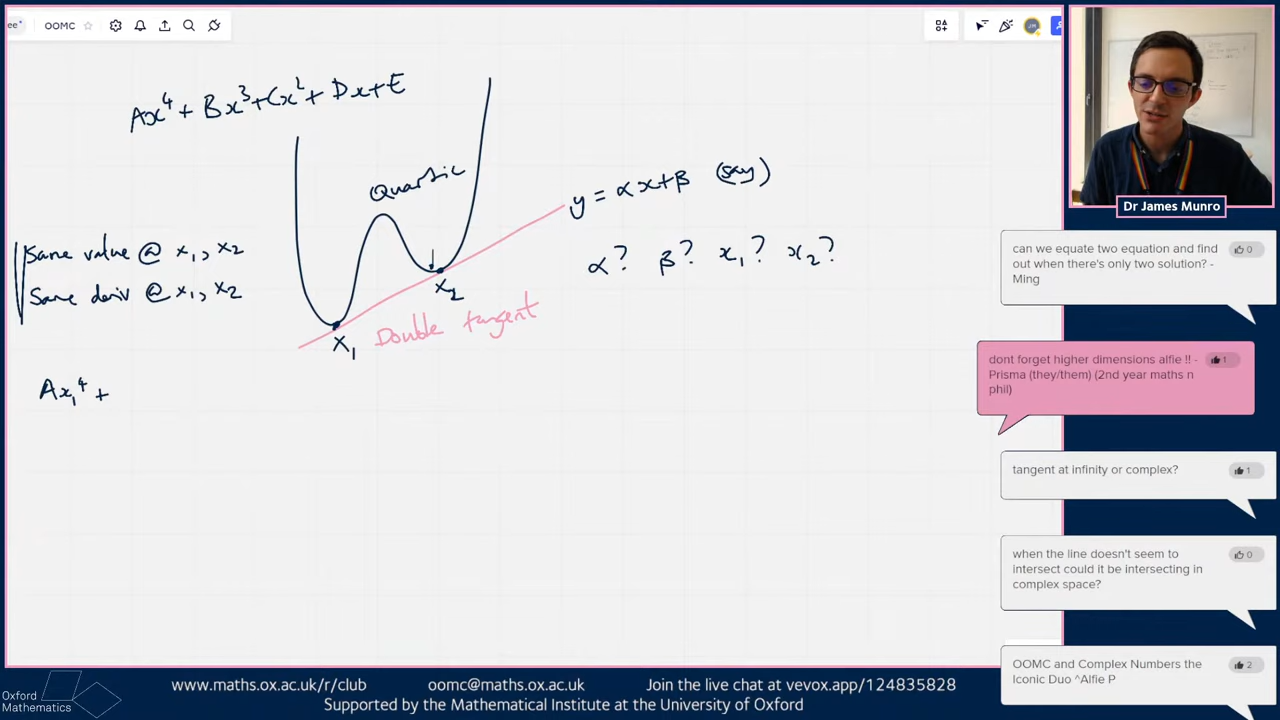 ee*
OOMC
Ax⁴ + Bx³ + Cx² + Dx + E
Quartic
y = αx+β (say)
Same value @ x₁, x₂
Same deriv @ x₁, x₂
α? β? x₁? x₂?
x₂
Double tangent
x₁
Ax₁⁴ +
JM
Dr James Munro
can we equate two equation and find
out when there's only two solution? -
Ming
0
dont forget higher dimensions alfie !! -
Prisma (they/them) (2nd year maths n
phil)
1
tangent at infinity or complex?
1
when the line doesn't seem to
intersect could it be intersecting in
complex space?
0
OOMC and Complex Numbers the
Iconic Duo ^Alfie P
2
Oxford
Mathematics
www.maths.ox.ac.uk/r/club oomc@maths.ox.ac.uk Join the live chat at vevox.app/124835828
Supported by the Mathematical Institute at the University of Oxford